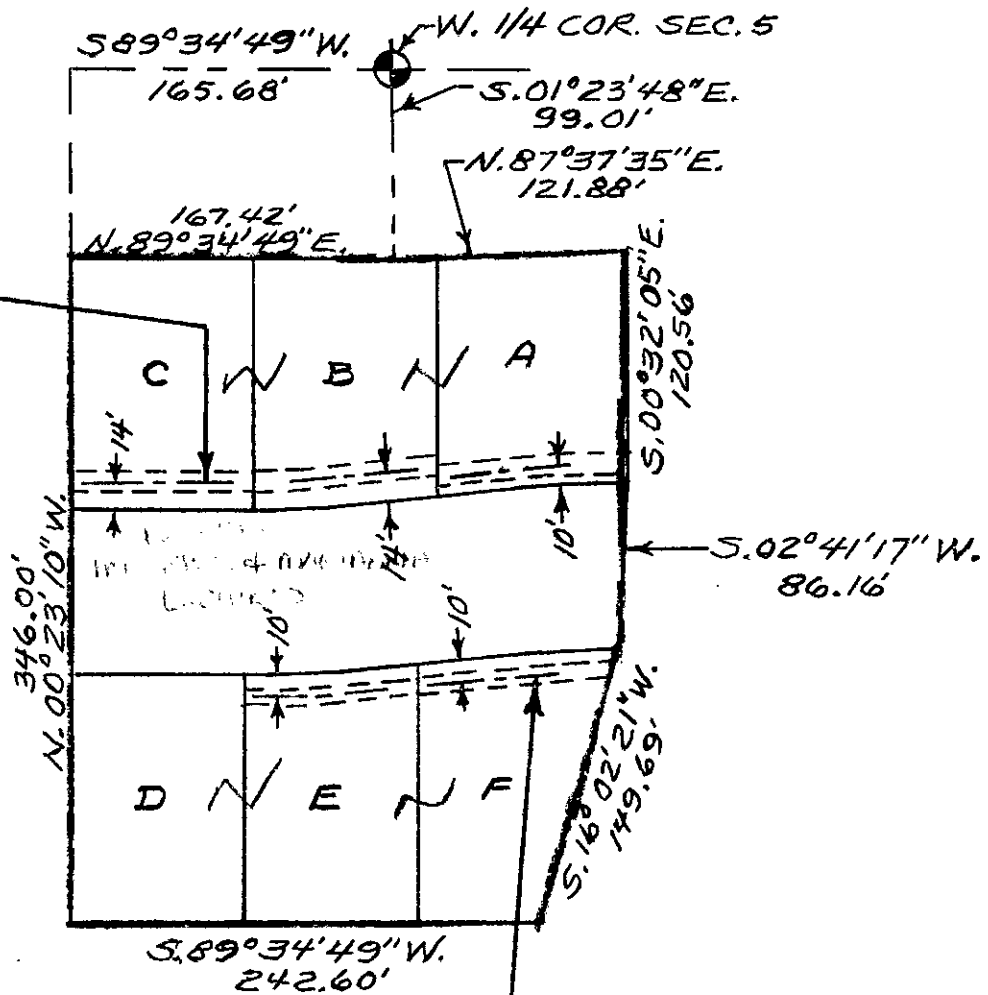 W. 1/4 COR. SEC. 5
S89°34'49"W.
165.68'
S.01°23'48"E.
99.01'
N.87°37'35"E.
121.88'
167.42'
N.89°34'49"E.
S.00°32'05"E.
120.56'
C
B
A
14'
14'
10'
S.02°41'17"W.
86.16'
346.00'
N.00°23'10"W.
10'
10'
S.16°02'21"W.
149.69'
D
E
F
S.89°34'49"W.
242.60'